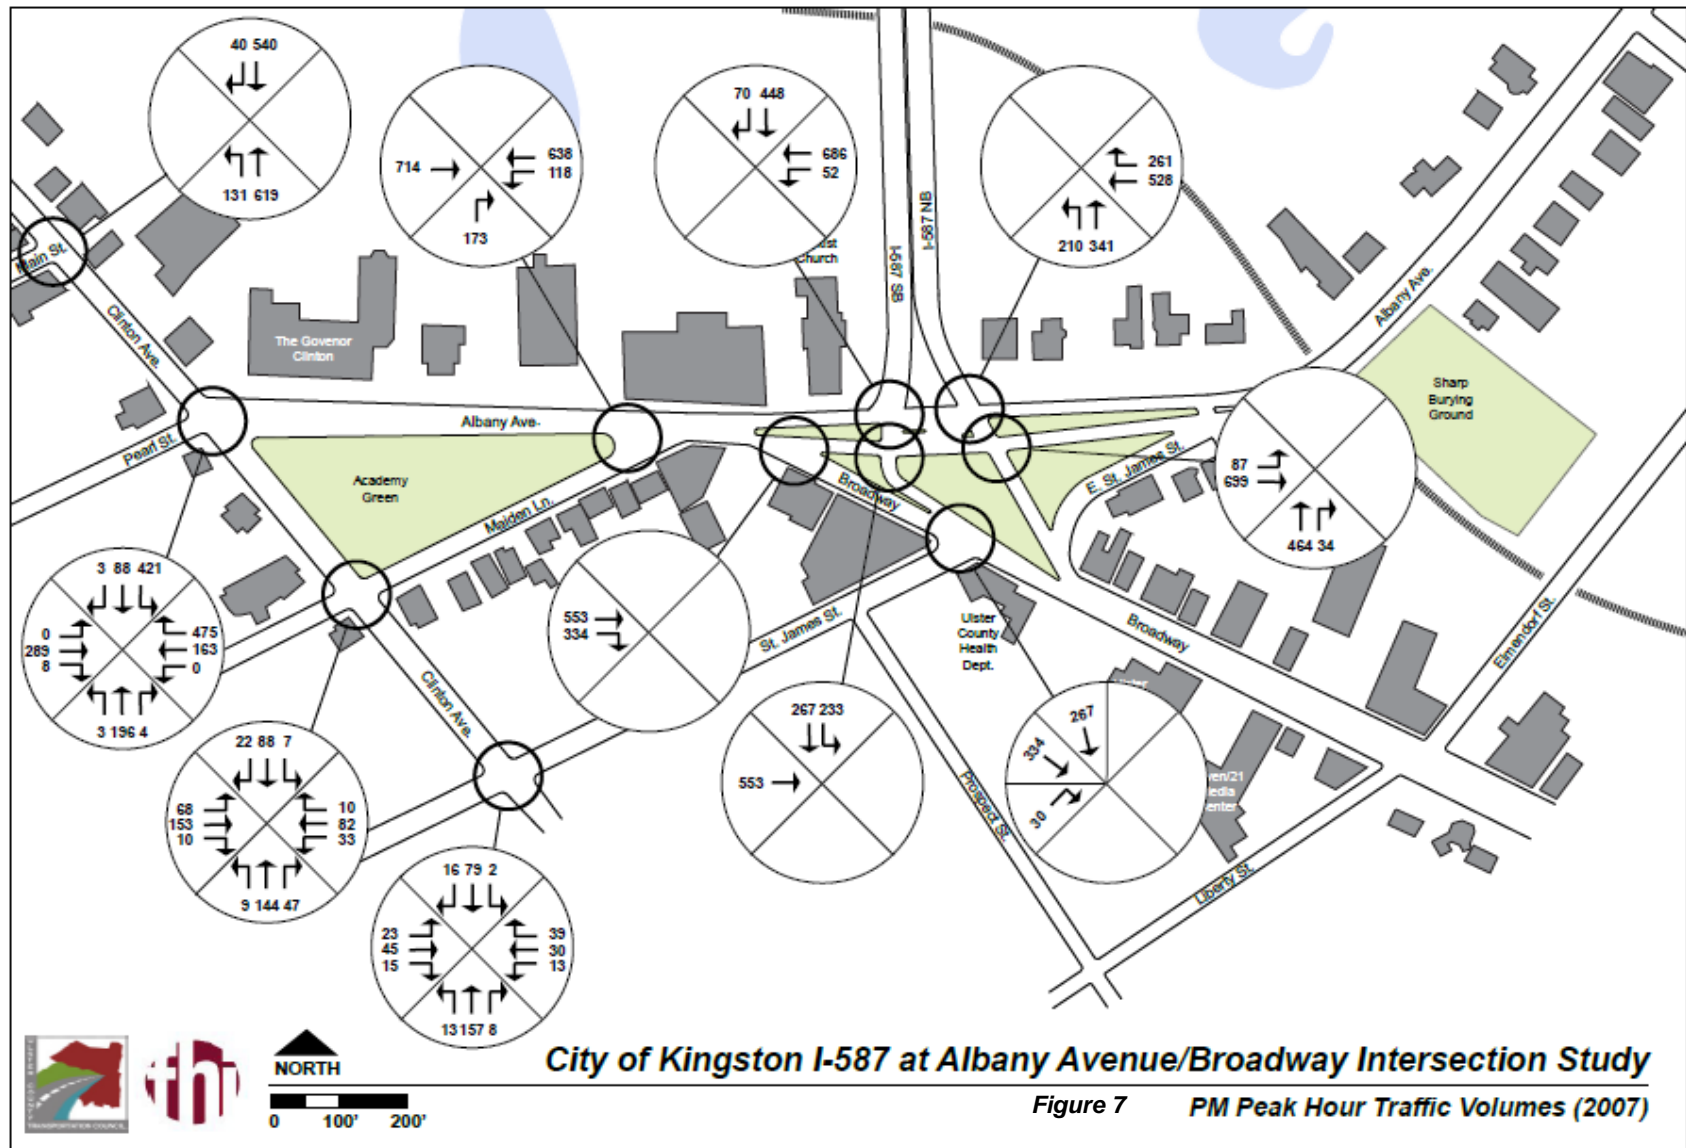 40 540
131 619
714
638
118
173
70 448
686
52
261
528
210 341
I-587 SB
I-587 NB
Church
Main St.
Clinton Ave.
The Govenor
Clinton
Albany Ave.
Albany Ave.
Sharp
Burying
Ground
Pearl St.
Academy
Green
Maiden Ln.
Broadway
E. St. James St.
87
699
464 34
3 88 421
0
289
8
475
163
0
3 196 4
553
334
St. James St.
Ulster
County
Health
Dept.
Broadway
Elmendorf St.
Clinton Ave.
22 88 7
68
153
10
10
82
33
9 144 47
267 233
553
267
334
30
Prospect St.
Liberty St.
16 79 2
23
45
15
39
30
13
13 157 8
NORTH
0 100' 200'
TRANSPORTATION COUNCIL
City of Kingston I-587 at Albany Avenue/Broadway Intersection Study
Figure 7 PM Peak Hour Traffic Volumes (2007)